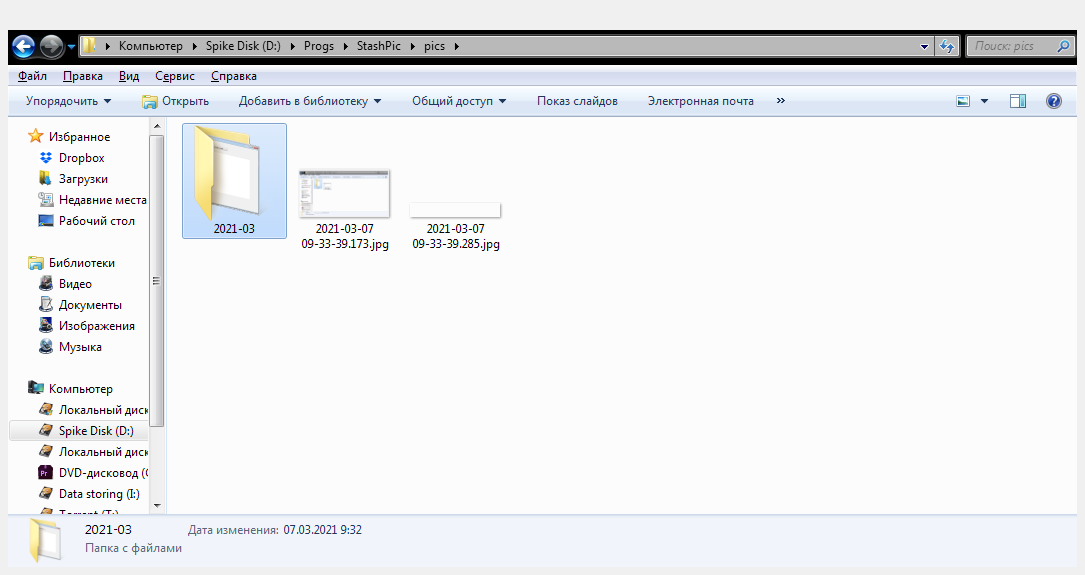 Компьютер Spike Disk (D:) Progs StashPic pics
Поиск: pics
Файл Правка Вид Сервис Справка
Упорядочить Открыть Добавить в библиотеку Общий доступ Показ слайдов Электронная почта »
Избранное
Dropbox
Загрузки
Недавние места
Рабочий стол
Библиотеки
Видео
Документы
Изображения
Музыка
Компьютер
Локальный диск
Spike Disk (D:)
Локальный диск
DVD-дисковод (
Data storing (I:)
2021-03
2021-03-07
09-33-39.173.jpg
2021-03-07
09-33-39.285.jpg
2021-03 Дата изменения: 07.03.2021 9:32
Папка с файлами